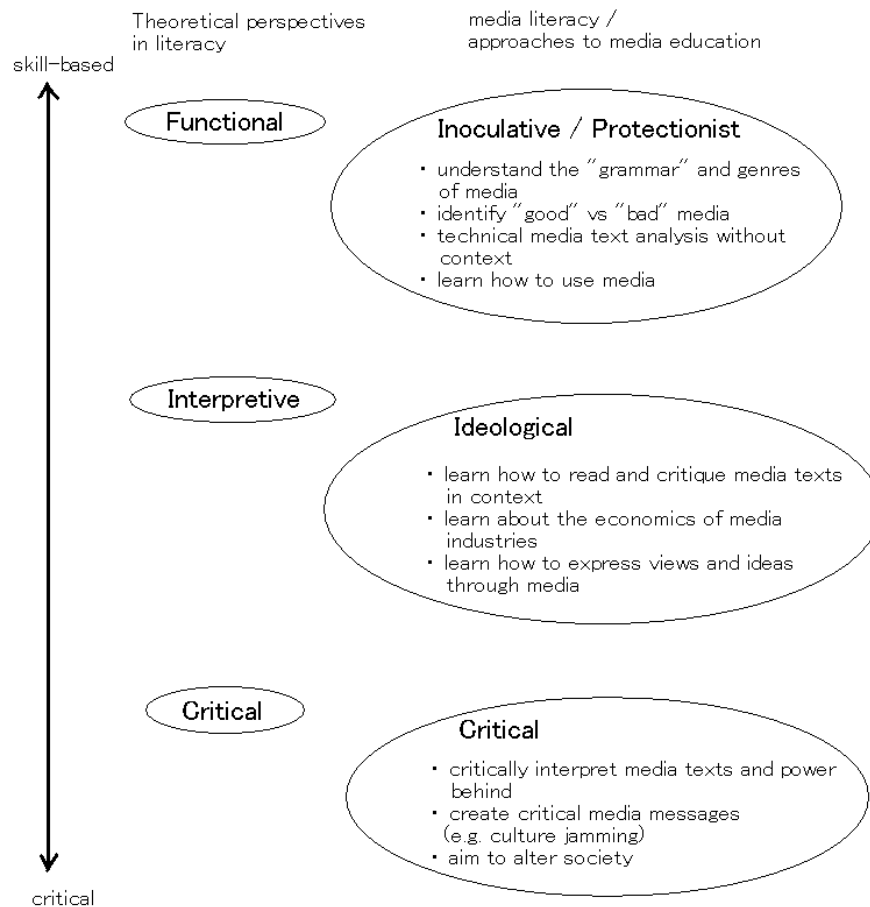 Theoretical perspectives
in literacy
media literacy /
approaches to media education
skill-based
Functional
Inoculative / Protectionist
・ understand the "grammar" and genres
of media
・ identify "good" vs "bad" media
・ technical media text analysis without
context
・ learn how to use media
Interpretive
Ideological
・ learn how to read and critique media texts
in context
・ learn about the economics of media
industries
・ learn how to express views and ideas
through media
Critical
Critical
・ critically interpret media texts and power
behind
・ create critical media messages
(e.g. culture jamming)
・ aim to alter society
critical